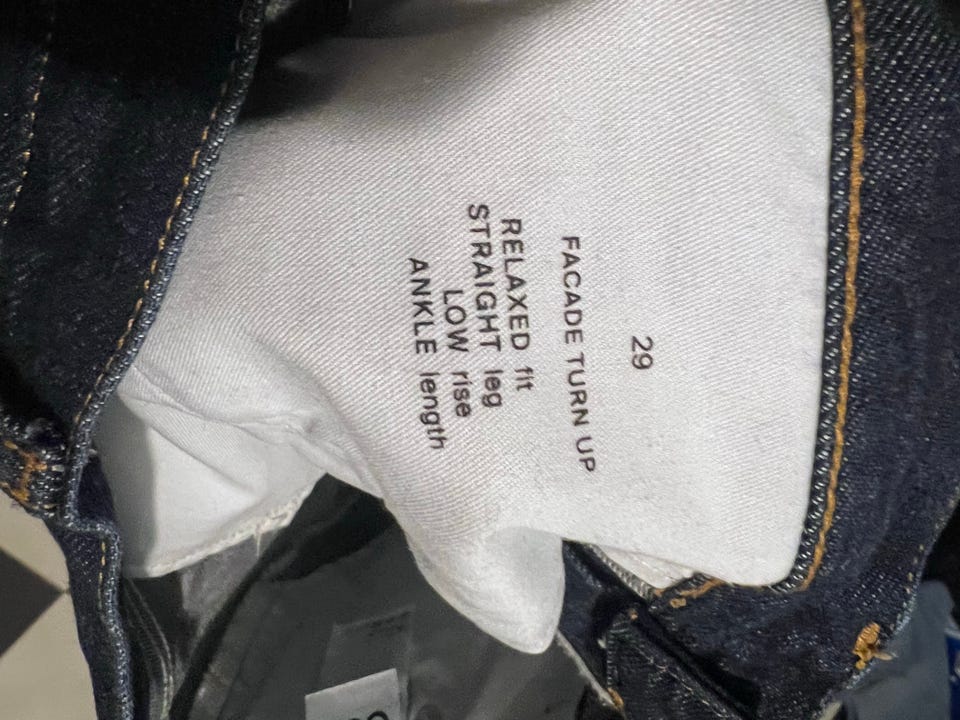 29
FACADE TURN UP
RELAXED fit
STRAIGHT leg
LOW rise
ANKLE length